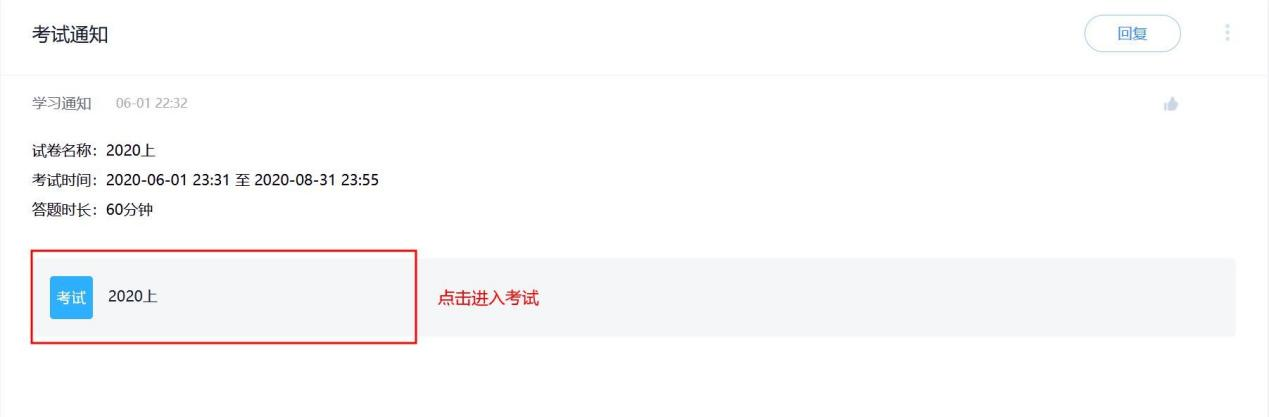 考试通知
回复
学习通知 06-01 22:32
试卷名称：2020上
考试时间：2020-06-01 23:31 至 2020-08-31 23:55
答题时长：60分钟
考试 2020上 点击进入考试